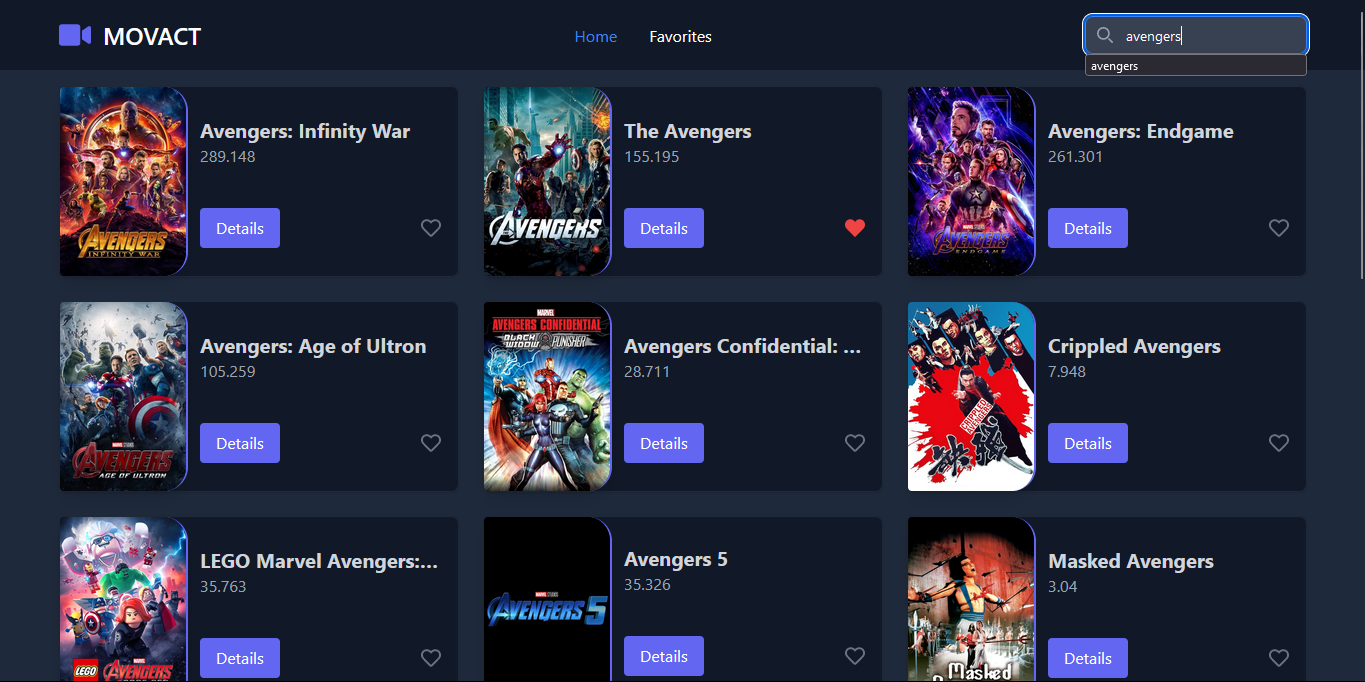 MOVACT
Home
Favorites
avengers
avengers
AVENGERS
INFINITY WAR
Avengers: Infinity War
289.148
Details
AVENGERS
The Avengers
155.195
Details
AVENGERS
ENDGAME
Avengers: Endgame
261.301
Details
MARVEL STUDIOS
AVENGERS
AGE OF ULTRON
Avengers: Age of Ultron
105.259
Details
MARVEL
AVENGERS CONFIDENTIAL
BLACK WIDOW PUNISHER
Avengers Confidential: ...
28.711
Details
CRIPPLED
AVENGERS
Crippled Avengers
7.948
Details
LEGO
AVENGERS
LEGO Marvel Avengers:...
35.763
Details
MARVEL STUDIOS
AVENGERS 5
Avengers 5
35.326
Details
Masked
Masked Avengers
3.04
Details